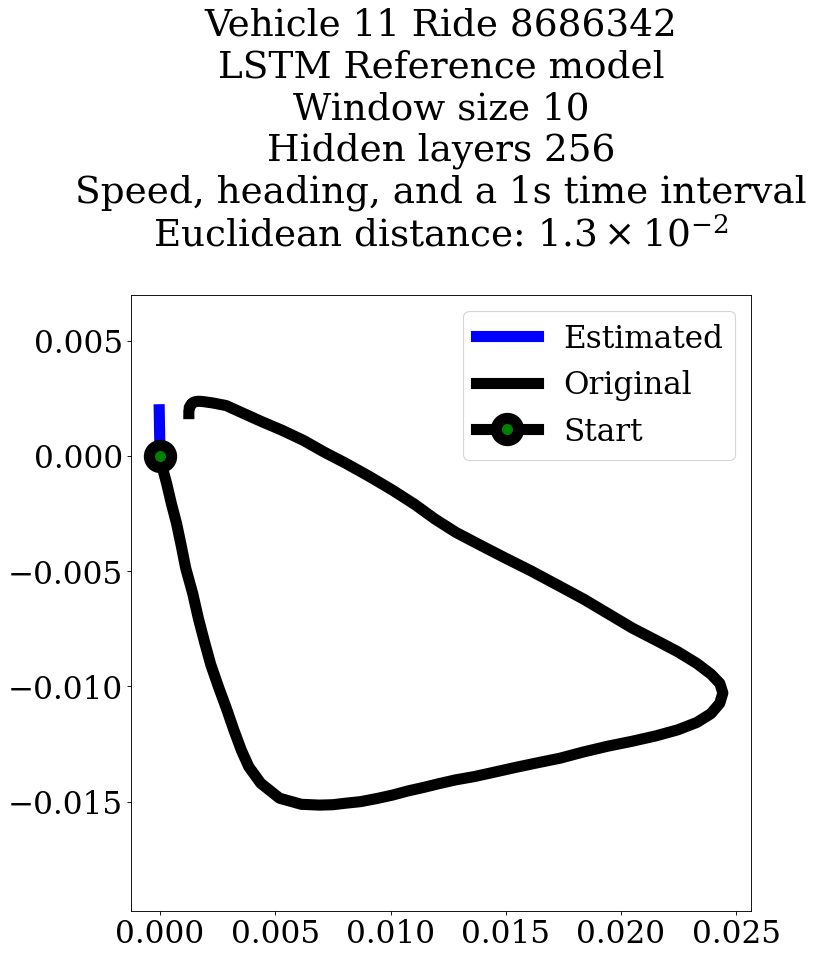 Vehicle 11 Ride 8686342
LSTM Reference model
Window size 10
Hidden layers 256
Speed, heading, and a 1s time interval
Euclidean distance: 1.3 × 10⁻²
Estimated
Original
Start
0.005
0.000
−0.005
−0.010
−0.015
0.000 0.005 0.010 0.015 0.020 0.025